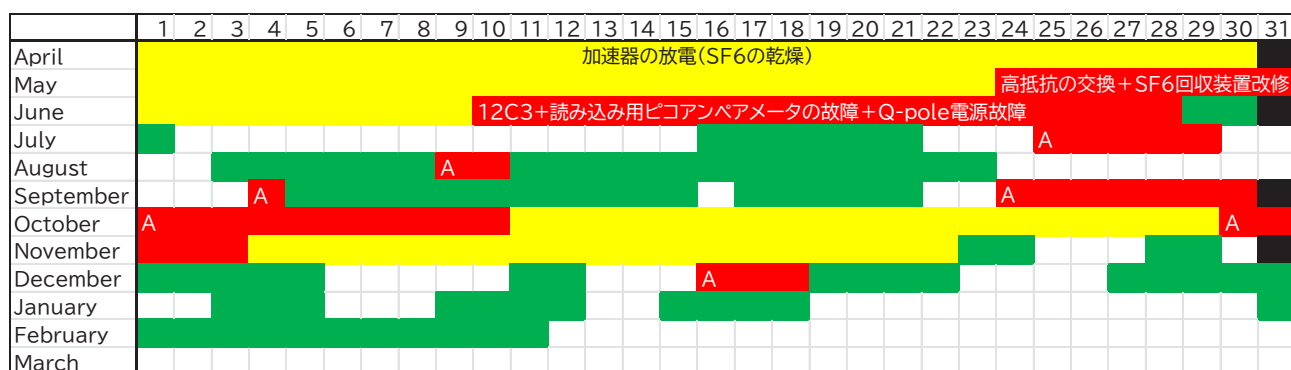 1 2 3 4 5 6 7 8 9 10 11 12 13 14 15 16 17 18 19 20 21 22 23 24 25 26 27 28 29 30 31
April 加速器の放電(SF6の乾燥)
May 高抵抗の交換+SF6回収装置改修
June 12C3+読み込み用ピコアンペアメータの故障+Q-pole電源故障
July A
August A
September A A
October A A
November
December A
January
February
March